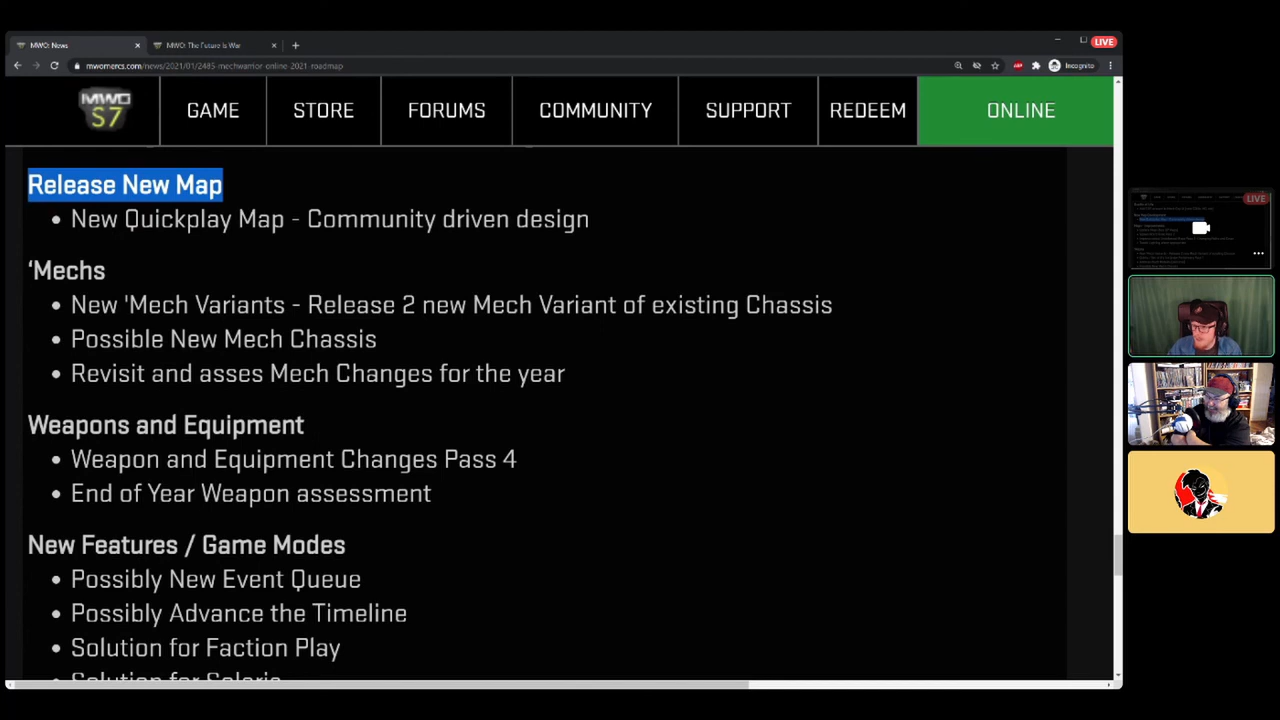 MWO: News
MWO: The Future Is War
LIVE
mwomercs.com/news/2021/01/2485-mechwarrior-online-2021-roadmap
Incognito
MWO
S7
GAME
STORE
FORUMS
COMMUNITY
SUPPORT
REDEEM
ONLINE
Release New Map
New Quickplay Map - Community driven design
‘Mechs
New 'Mech Variants - Release 2 new Mech Variant of existing Chassis
Possible New Mech Chassis
Revisit and asses Mech Changes for the year
Weapons and Equipment
Weapon and Equipment Changes Pass 4
End of Year Weapon assessment
New Features / Game Modes
Possibly New Event Queue
Possibly Advance the Timeline
Solution for Faction Play
Solution for Solaris
LIVE